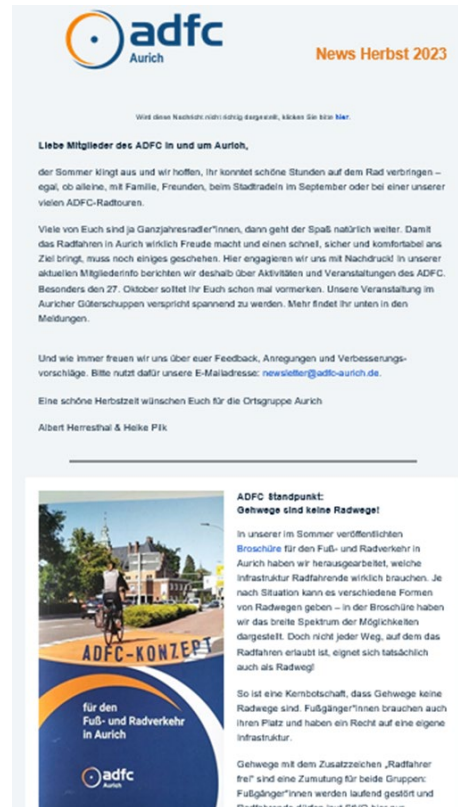 adfc
Aurich
News Herbst 2023
Wird diese Nachricht nicht richtig dargestellt, klicken Sie bitte hier.
Liebe Mitglieder des ADFC in und um Aurich,
der Sommer klingt aus und wir hoffen, Ihr konntet schöne Stunden auf dem Rad verbringen –
egal, ob alleine, mit Familie, Freunden, beim Stadtradeln im September oder bei einer unserer
vielen ADFC-Radtouren.
Viele von Euch sind ja Ganzjahresradler*innen, dann geht der Spaß natürlich weiter. Damit
das Radfahren in Aurich wirklich Freude macht und einen schnell, sicher und komfortabel ans
Ziel bringt, muss noch einiges geschehen. Hier engagieren wir uns mit Nachdruck! In unserer
aktuellen Mitgliederinfo berichten wir deshalb über Aktivitäten und Veranstaltungen des ADFC.
Besonders den 27. Oktober solltet Ihr Euch schon mal vormerken. Unsere Veranstaltung im
Auricher Güterschuppen verspricht spannend zu werden. Mehr findet Ihr unten in den
Meldungen.
Und wie immer freuen wir uns über euer Feedback, Anregungen und Verbesserungs-
vorschläge. Bitte nutzt dafür unsere E-Mailadresse: newsletter@adfc-aurich.de.
Eine schöne Herbstzeit wünschen Euch für die Ortsgruppe Aurich
Albert Herresthal & Heike Pilk
ADFC-KONZEPT
für den
Fuß- und Radverkehr
in Aurich
adfc
Aurich
ADFC Standpunkt:
Gehwege sind keine Radwege!
In unserer im Sommer veröffentlichten
Broschüre für den Fuß- und Radverkehr in
Aurich haben wir herausgearbeitet, welche
Infrastruktur Radfahrende wirklich brauchen. Je
nach Situation kann es verschiedene Formen
von Radwegen geben – in der Broschüre haben
wir das breite Spektrum der Möglichkeiten
dargestellt. Doch nicht jeder Weg, auf dem das
Radfahren erlaubt ist, eignet sich tatsächlich
auch als Radweg!
So ist eine Kernbotschaft, dass Gehwege keine
Radwege sind. Fußgänger*innen brauchen auch
ihren Platz und haben ein Recht auf eine eigene
Infrastruktur.
Gehwege mit dem Zusatzzeichen „Radfahrer
frei" sind eine Zumutung für beide Gruppen:
Fußgänger*innen werden laufend gestört und